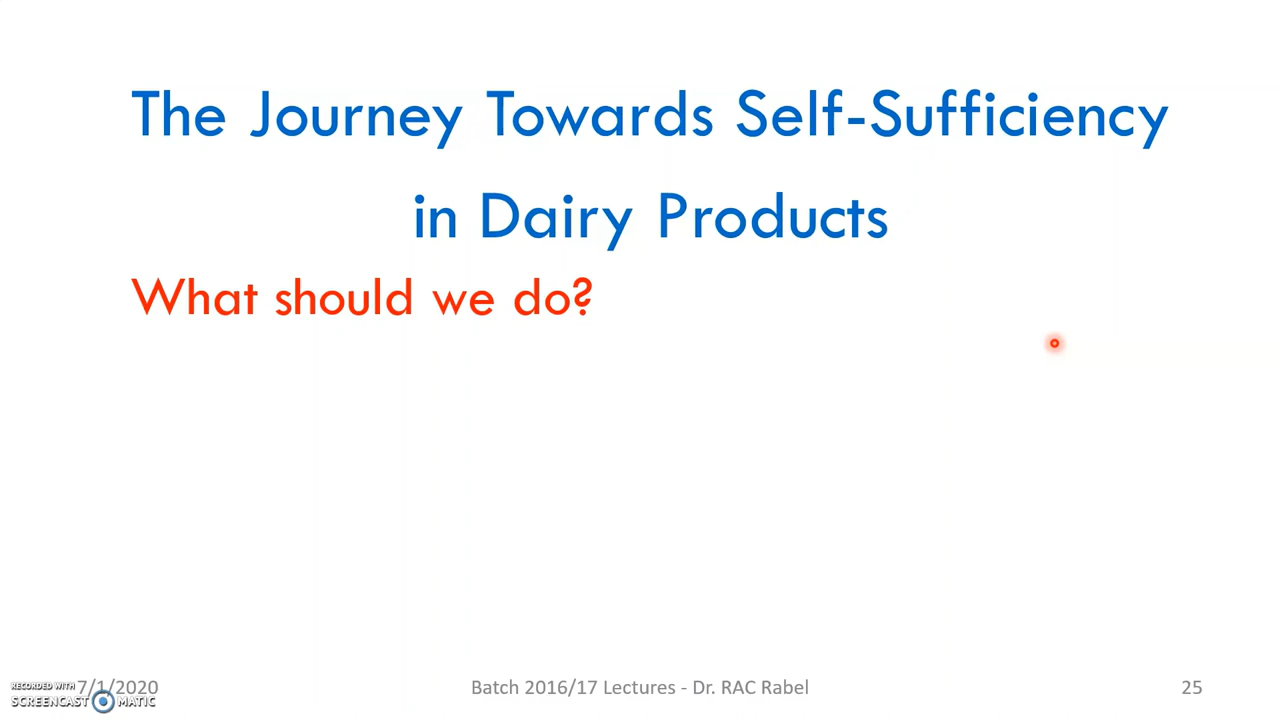 The Journey Towards Self-Sufficiency
in Dairy Products
What should we do?
RECORDED WITH
SCREENCAST MATIC
7/1/2020
Batch 2016/17 Lectures - Dr. RAC Rabel
25